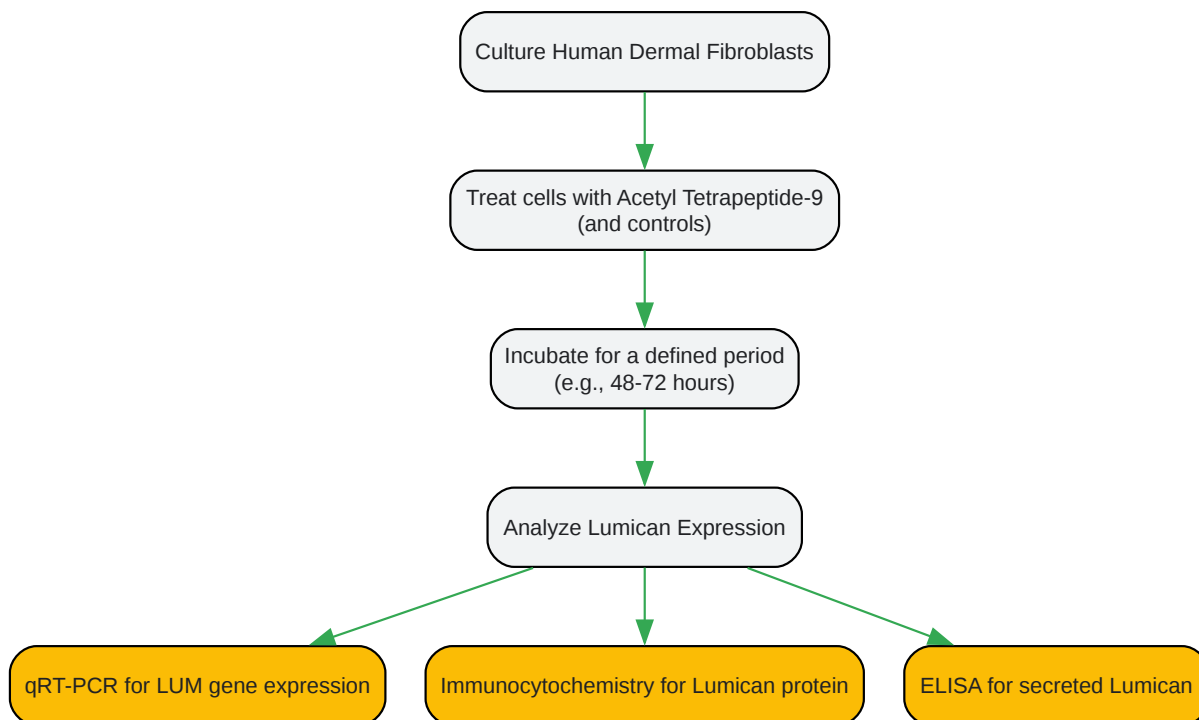 Culture Human Dermal Fibroblasts
Treat cells with Acetyl Tetrapeptide-9
(and controls)
Incubate for a defined period
(e.g., 48-72 hours)
Analyze Lumican Expression
qRT-PCR for LUM gene expression
Immunocytochemistry for Lumican protein
ELISA for secreted Lumican